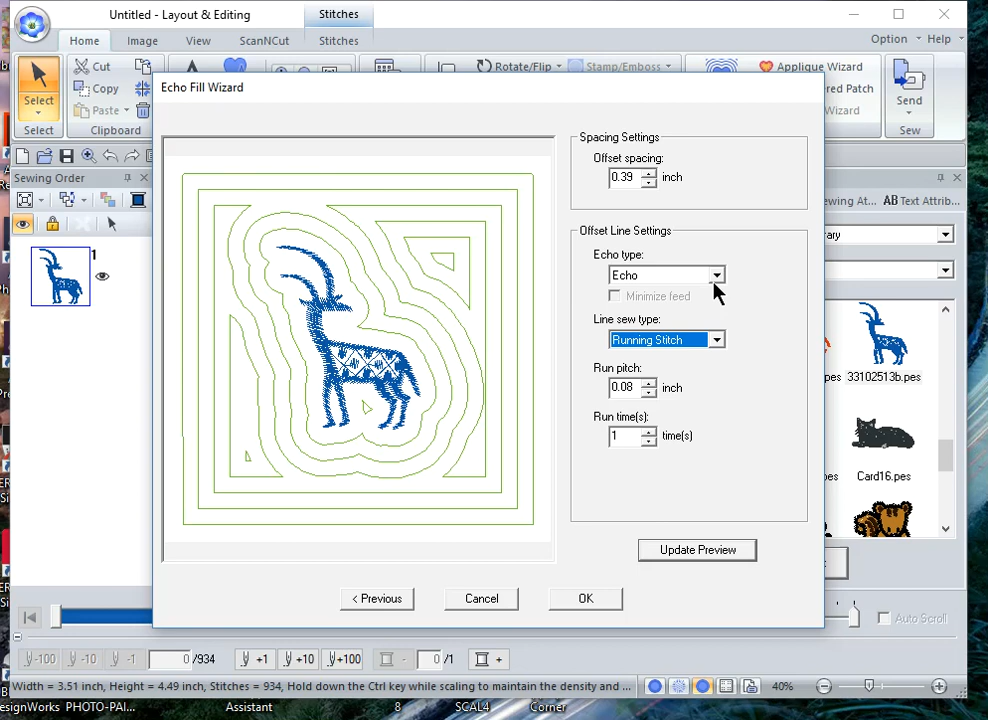 Untitled - Layout & Editing
Stitches
Home
Image
View
ScanNCut
Stitches
Option
Help
Select
Select
Cut
Copy
Paste
Clipboard
Rotate/Flip
Stamp/Emboss
Applique Wizard
red Patch
Wizard
Send
Sew
Echo Fill Wizard
Sewing Order
1
Spacing Settings
Offset spacing:
0.39 inch
Offset Line Settings
Echo type:
Echo
Minimize feed
Line sew type:
Running Stitch
Run pitch:
0.08 inch
Run time(s):
1 time(s)
Update Preview
< Previous
Cancel
OK
ewing At...
AB Text Attrib...
ary
pes
33102513b.pes
pes
Card16.pes
Auto Scroll
-100
-10
-1
0 /934
+1
+10
+100
-
0 /1
+
Width = 3.51 inch, Height = 4.49 inch, Stitches = 934, Hold down the Ctrl key while scaling to maintain the density and ...
40%
esignWorks
PHOTO-PAI...
Assistant
8
SCAL4
Corner